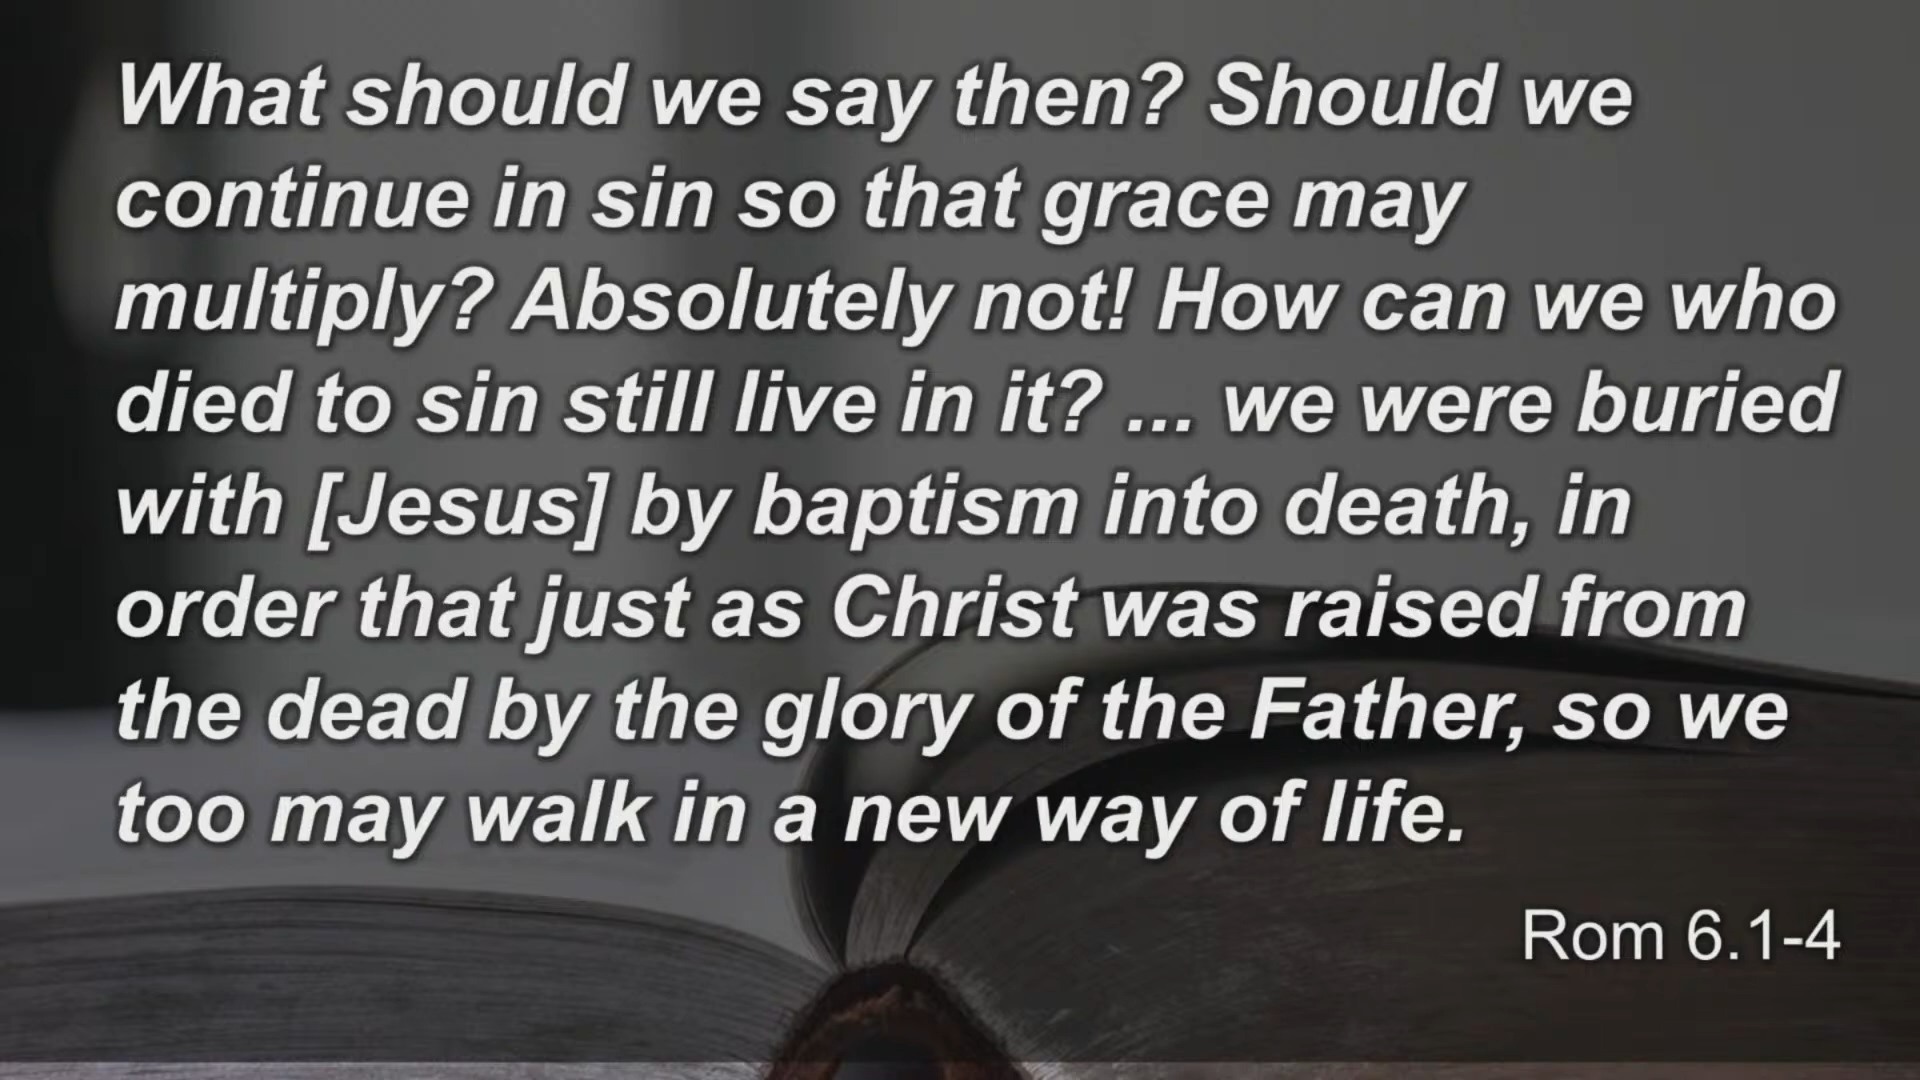 What should we say then? Should we
continue in sin so that grace may
multiply? Absolutely not! How can we who
died to sin still live in it? ... we were buried
with [Jesus] by baptism into death, in
order that just as Christ was raised from
the dead by the glory of the Father, so we
too may walk in a new way of life.
Rom 6.1-4